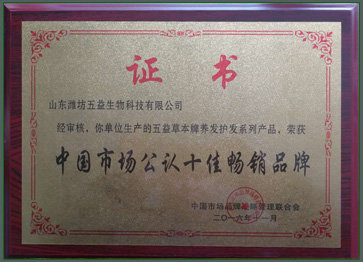 证书
山东潍坊五益生物科技有限公司
经审核，你单位生产的五益草本牌养发护发系列产品，荣获
中国市场公认十佳畅销品牌
中国市场品牌战略管理联合会
二〇一六年十一月